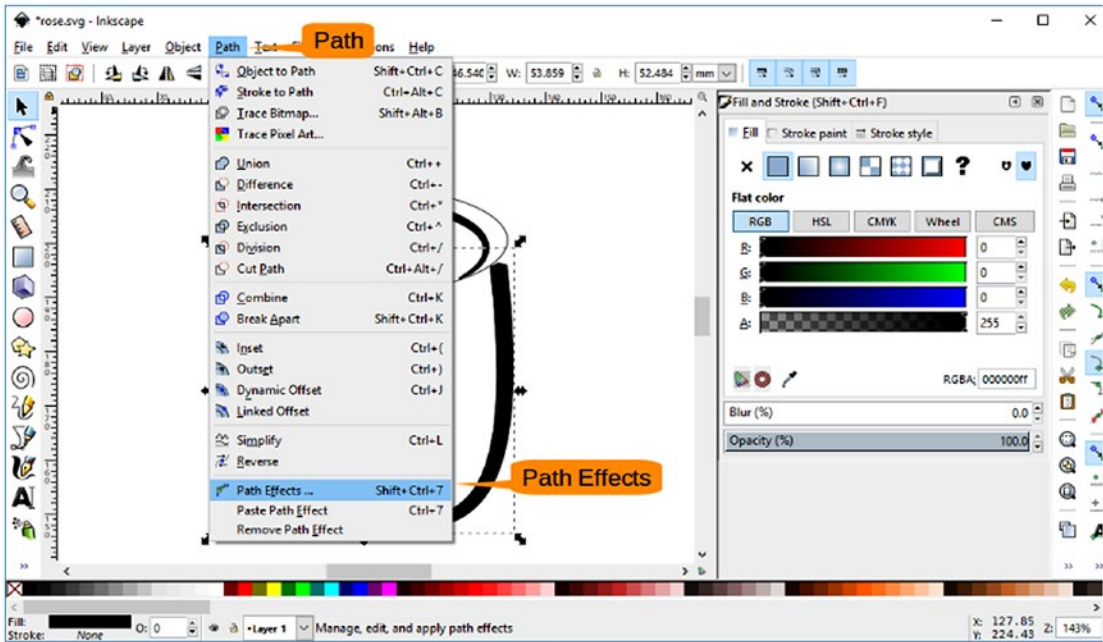 *rose.svg - Inkscape
File Edit View Layer Object Path Text ons Help
Path
W: 53.859 H: 52.484 mm
Object to Path Shift+Ctrl+C
Stroke to Path Ctrl+Alt+C
Trace Bitmap... Shift+Alt+B
Trace Pixel Art...
Union Ctrl++
Difference Ctrl+-
Intersection Ctrl+*
Exclusion Ctrl+^
Division Ctrl+/
Cut Path Ctrl+Alt+/
Combine Ctrl+K
Break Apart Shift+Ctrl+K
Inset Ctrl+(
Outset Ctrl+)
Dynamic Offset Ctrl+J
Linked Offset
Simplify Ctrl+L
Reverse
Path Effects ... Shift+Ctrl+7
Paste Path Effect Ctrl+7
Remove Path Effect
Path Effects
Fill and Stroke (Shift+Ctrl+F)
Fill Stroke paint Stroke style
Flat color
RGB HSL CMYK Wheel CMS
R: 0
G: 0
B: 0
A: 255
RGBA: 000000ff
Blur (%) 0.0
Opacity (%) 100.0
Fill:
Stroke: None O: 0 •Layer 1 Manage, edit, and apply path effects
X: 127.85
Y: 224.43 Z: 143%